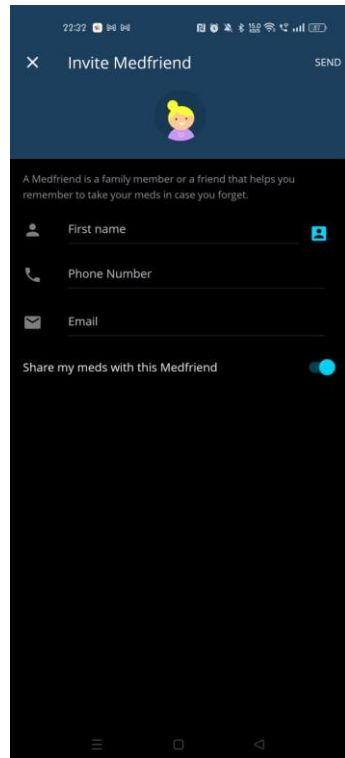 22:32
Invite Medfriend
SEND
A Medfriend is a family member or a friend that helps you
remember to take your meds in case you forget.
First name
Phone Number
Email
Share my meds with this Medfriend